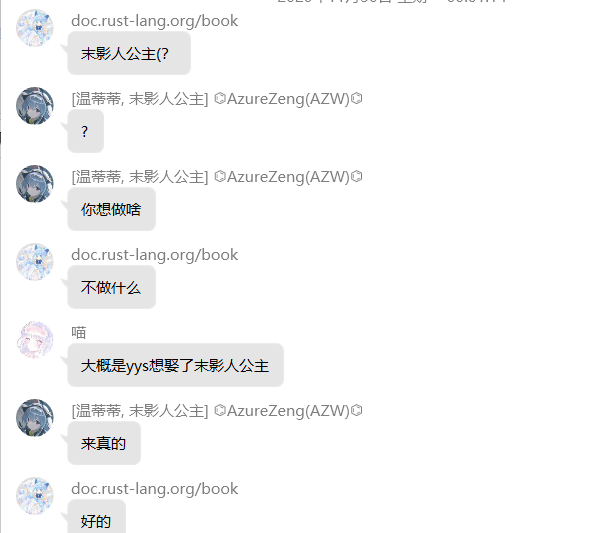 doc.rust-lang.org/book
末影人公主(?
[温蒂蒂, 末影人公主] ⌬AzureZeng(AZW)⌬
?
[温蒂蒂, 末影人公主] ⌬AzureZeng(AZW)⌬
你想做啥
doc.rust-lang.org/book
不做什么
喵
大概是yys想娶了末影人公主
[温蒂蒂, 末影人公主] ⌬AzureZeng(AZW)⌬
来真的
doc.rust-lang.org/book
好的